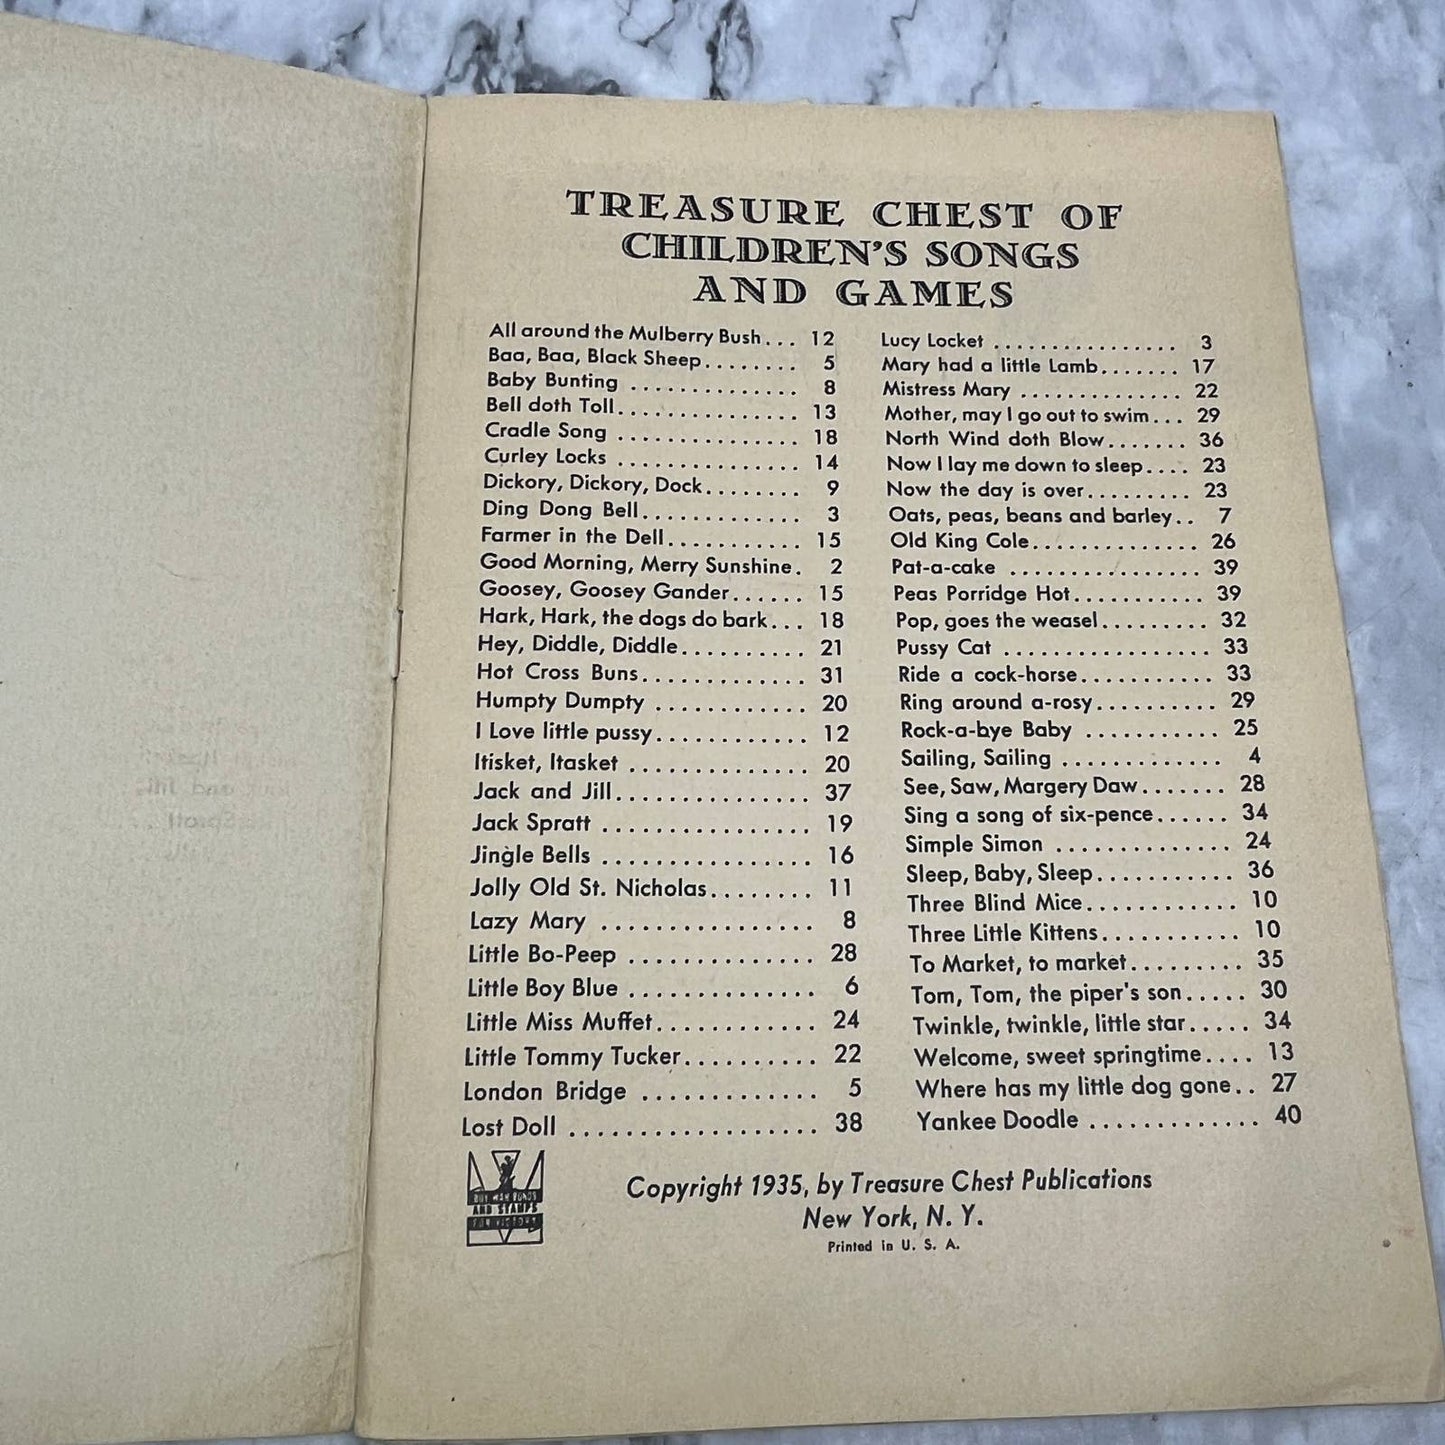 TREASURE CHEST OF
CHILDREN'S SONGS
AND GAMES
All around the Mulberry Bush... 12
Baa, Baa, Black Sheep........ 5
Baby Bunting ............ 8
Bell doth Toll.............. 13
Cradle Song .............. 18
Curley Locks .............. 14
Dickory, Dickory, Dock........ 9
Ding Dong Bell............ 3
Farmer in the Dell........... 15
Good Morning, Merry Sunshine. 2
Goosey, Goosey Gander...... 15
Hark, Hark, the dogs do bark... 18
Hey, Diddle, Diddle.......... 21
Hot Cross Buns............. 31
Humpty Dumpty ............ 20
I Love little pussy............ 12
Itisket, Itasket .............. 20
Jack and Jill............... 37
Jack Spratt ................ 19
Jingle Bells ................ 16
Jolly Old St. Nicholas........ 11
Lazy Mary ................ 8
Little Bo-Peep .............. 28
Little Boy Blue .............. 6
Little Miss Muffet............ 24
Little Tommy Tucker.......... 22
London Bridge ............. 5
Lost Doll .................. 38
Lucy Locket ................ 3
Mary had a little Lamb....... 17
Mistress Mary .............. 22
Mother, may I go out to swim... 29
North Wind doth Blow....... 36
Now I lay me down to sleep.... 23
Now the day is over......... 23
Oats, peas, beans and barley.. 7
Old King Cole............. 26
Pat-a-cake ................ 39
Peas Porridge Hot........... 39
Pop, goes the weasel......... 32
Pussy Cat ................. 33
Ride a cock-horse........... 33
Ring around a-rosy.......... 29
Rock-a-bye Baby ........... 25
Sailing, Sailing ............. 4
See, Saw, Margery Daw....... 28
Sing a song of six-pence...... 34
Simple Simon ............. 24
Sleep, Baby, Sleep........... 36
Three Blind Mice............ 10
Three Little Kittens........... 10
To Market, to market......... 35
Tom, Tom, the piper's son..... 30
Twinkle, twinkle, little star..... 34
Welcome, sweet springtime.... 13
Where has my little dog gone.. 27
Yankee Doodle ............. 40
BUY WAR BONDS
AND STAMPS
FOR VICTORY
Copyright 1935, by Treasure Chest Publications
New York, N. Y.
Printed in U. S. A.